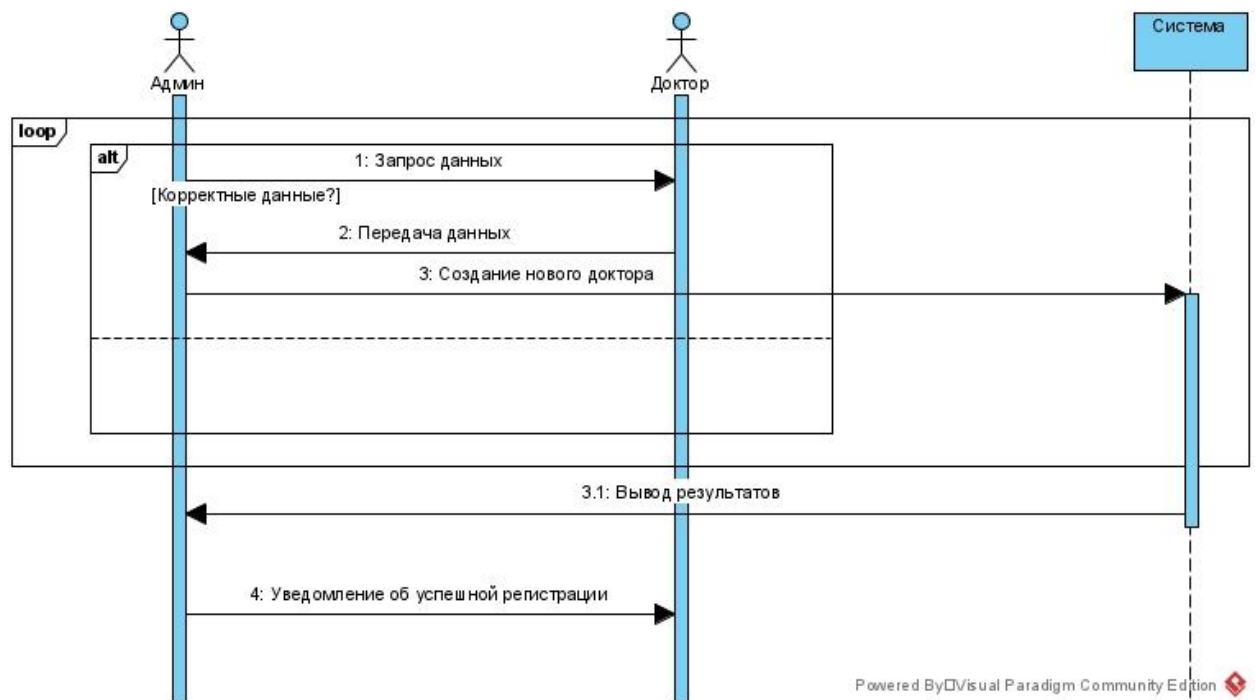 Система
Админ
Доктор
loop
alt
1: Запрос данных
[Корректные данные?]
2: Передача данных
3: Создание нового доктора
3.1: Вывод результатов
4: Уведомление об успешной регистрации
Powered By□Visual Paradigm Community Edition